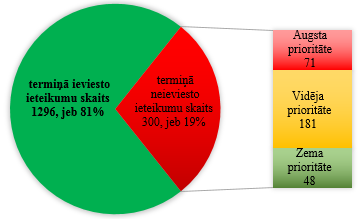 termiņā ieviesto
ieteikumu skaits
1296, jeb 81%
termiņā
neieviesto
ieteikumu skaits
300, jeb 19%
Augsta
prioritāte
71
Vidēja
prioritāte
181
Zema
prioritāte
48